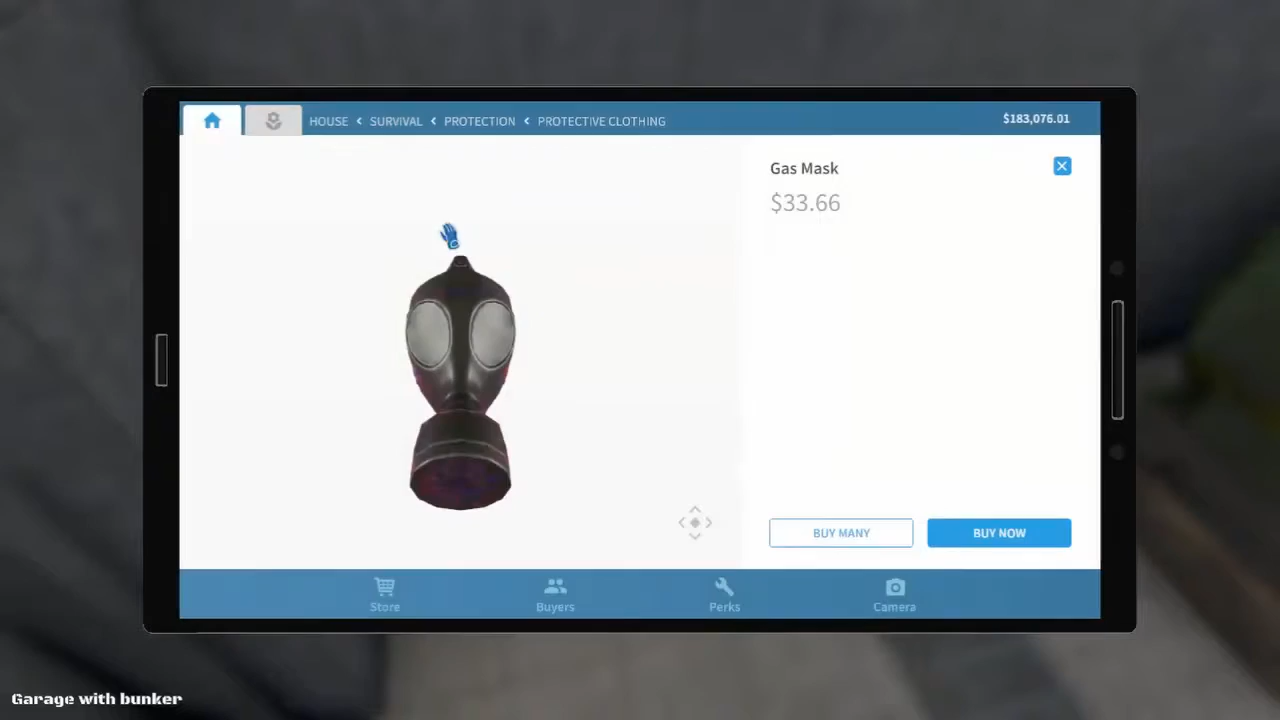 HOUSE < SURVIVAL < PROTECTION < PROTECTIVE CLOTHING
$183,076.01
Gas Mask
$33.66
BUY MANY
BUY NOW
Store
Buyers
Perks
Camera
Garage with bunker